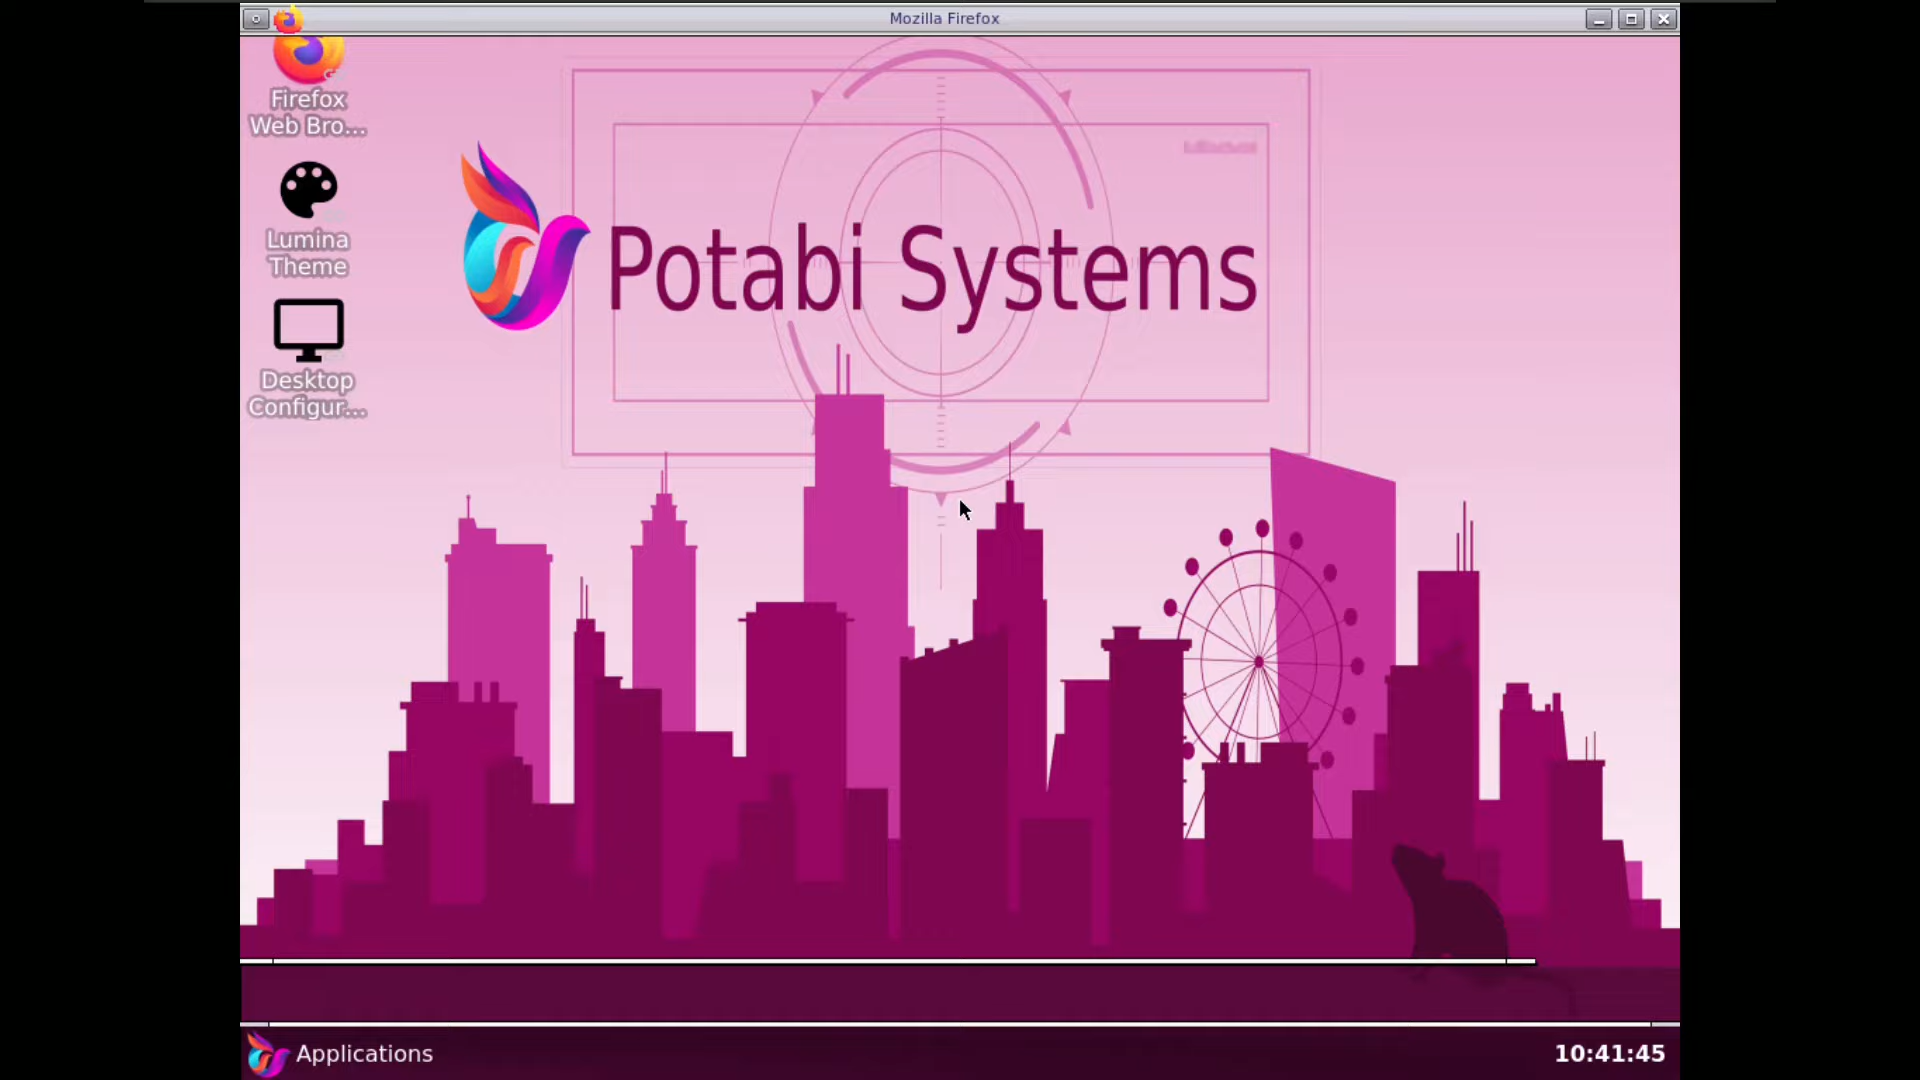 Mozilla Firefox
Firefox
Web Bro...
Lumina
Theme
Desktop
Configur...
Potabi Systems
Applications
10:41:45